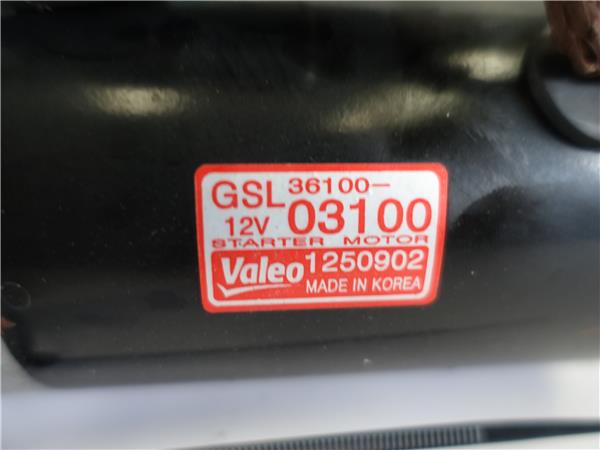 GSL 36100-
12V 03100
STARTER MOTOR
Valeo 1250902
MADE IN KOREA